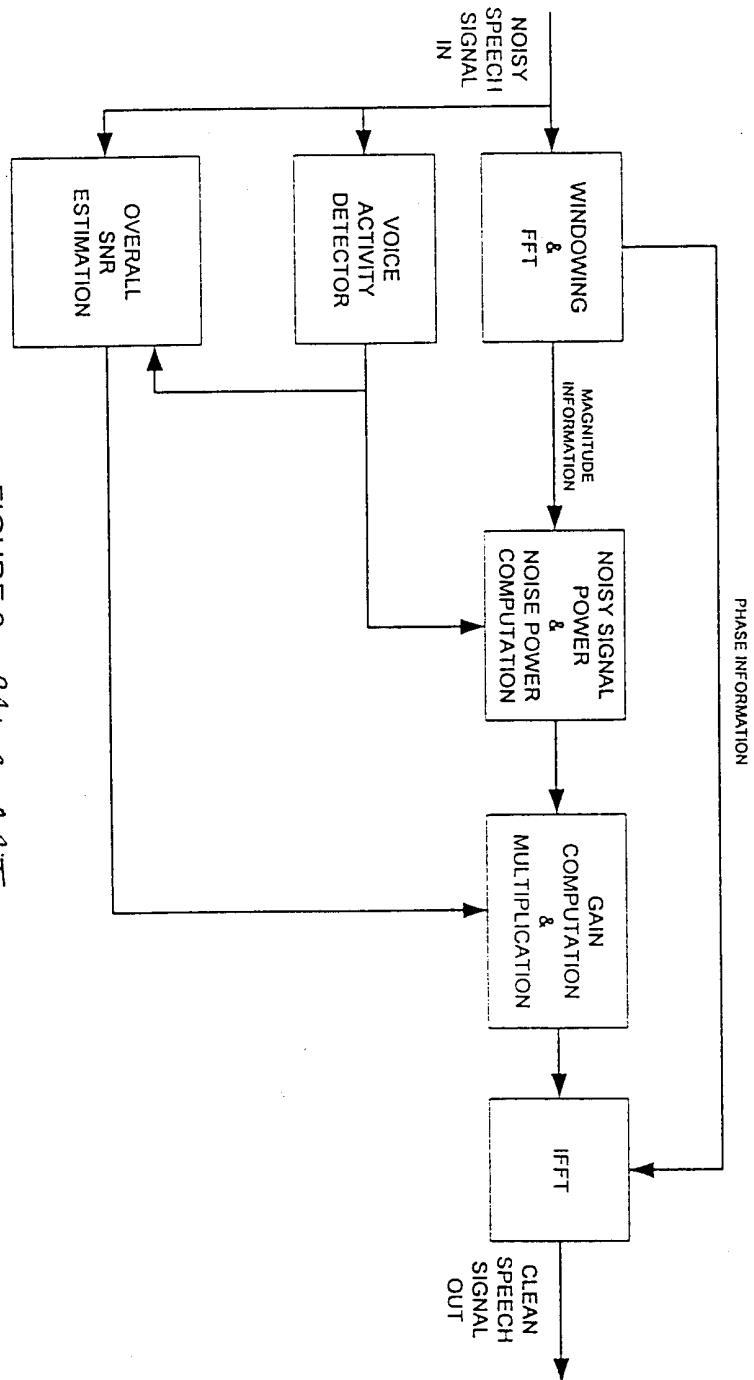 PHASE INFORMATION
NOISY
SPEECH
SIGNAL
IN
WINDOWING
&
FFT
MAGNITUDE
INFORMATION
NOISY SIGNAL
POWER
&
NOISE POWER
COMPUTATION
GAIN
COMPUTATION
&
MULTIPLICATION
IFFT
CLEAN
SPEECH
SIGNAL
OUT
VOICE
ACTIVITY
DETECTOR
OVERALL
SNR
ESTIMATION